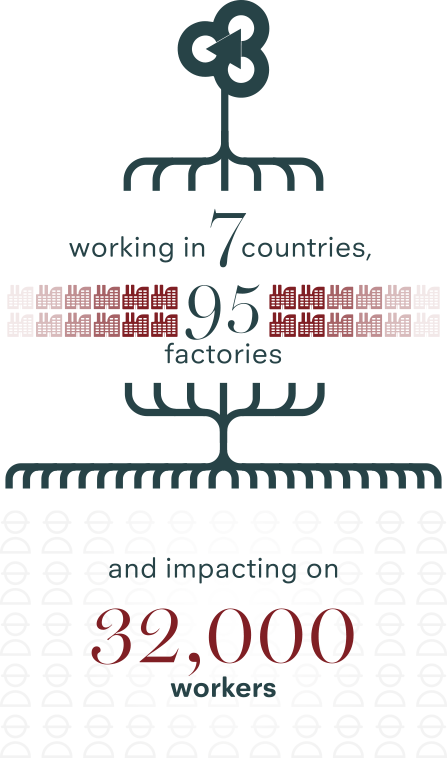 working in 7 countries,
95
factories
and impacting on
32,000
workers